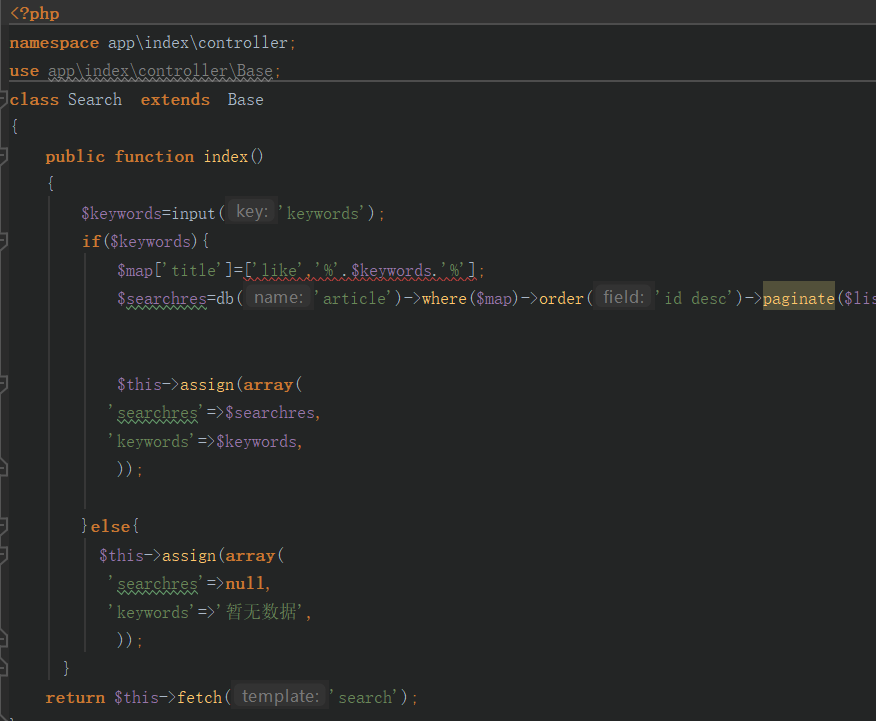 <?php
namespace app\index\controller;
use app\index\controller\Base;
class Search  extends  Base
{
    public function index()
    {
        $keywords=input( key: 'keywords');
        if($keywords){
            $map['title']=['like','%'.$keywords.'%'];
            $searchres=db( name: 'article')->where($map)->order( field: 'id desc')->paginate($lis
            $this->assign(array(
           'searchres'=>$searchres,
           'keywords'=>$keywords,
            ));
        }else{
          $this->assign(array(
           'searchres'=>null,
           'keywords'=>'暂无数据',
            ));
      }
    return $this->fetch( template: 'search');